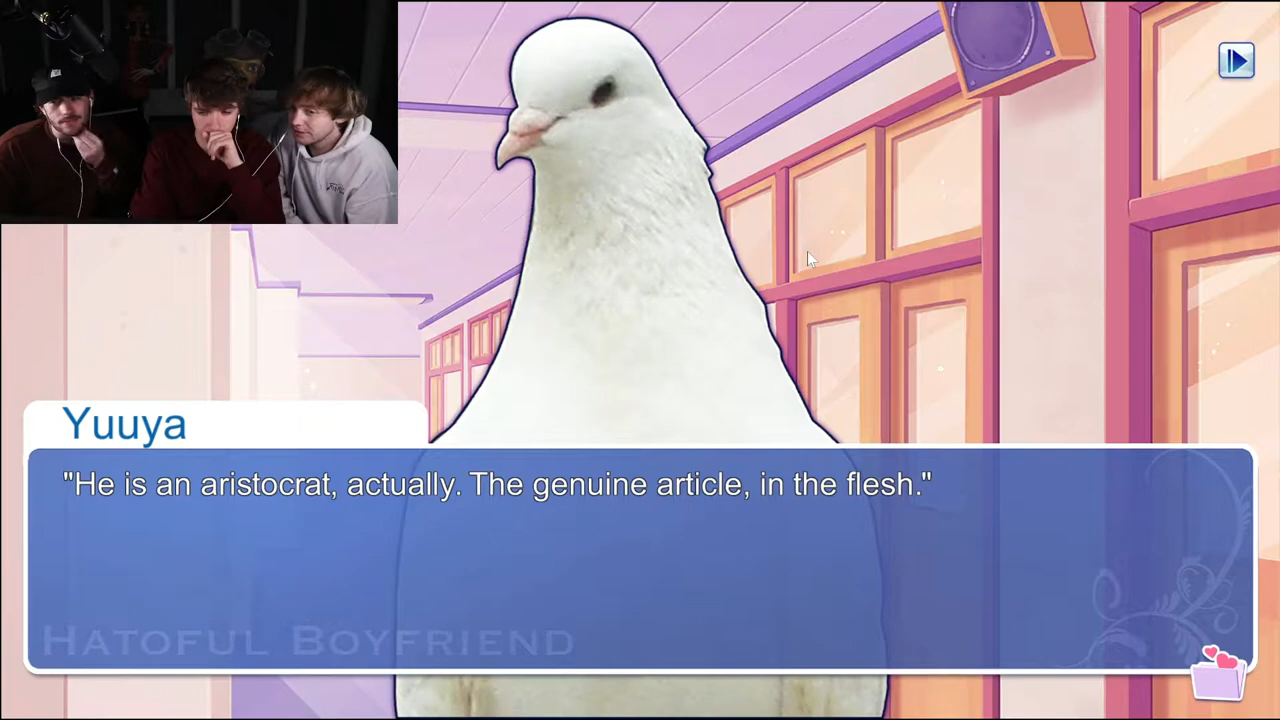 Yuuya
"He is an aristocrat, actually. The genuine article, in the flesh."
HATOFUL BOYFRIEND